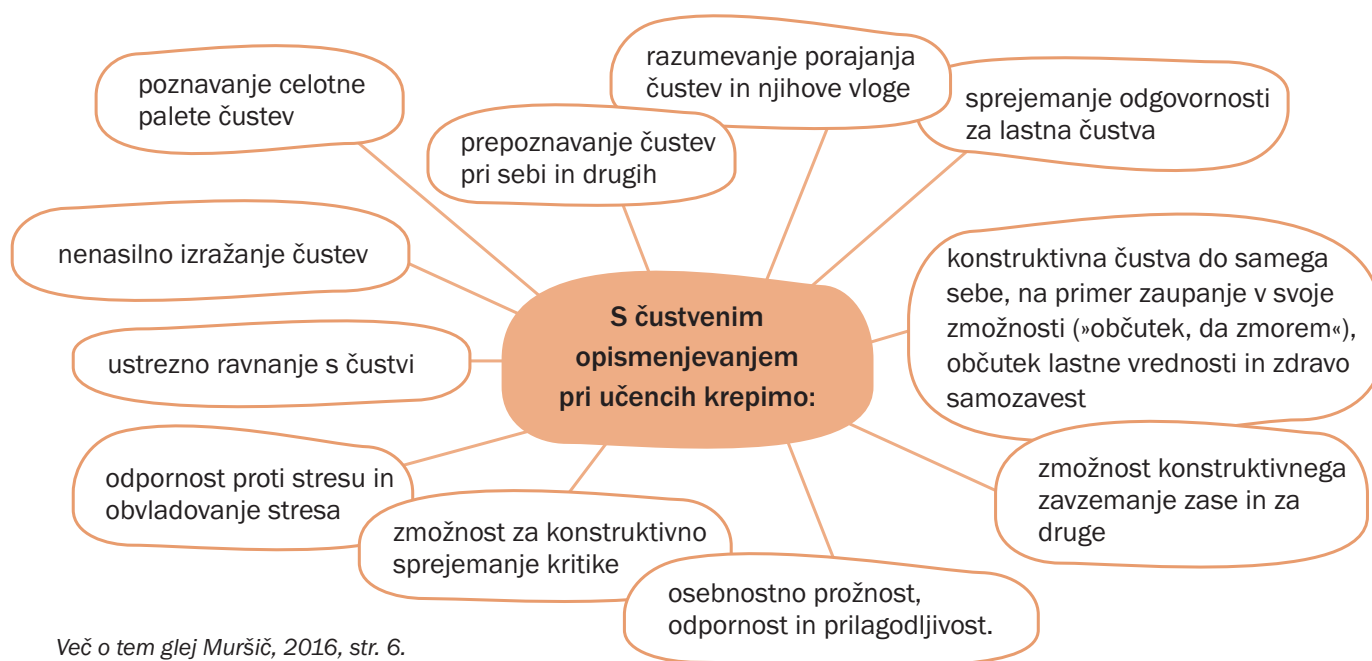 poznavanje celotne
palete čustev
prepoznavanje čustev
pri sebi in drugih
razumevanje porajanja
čustev in njihove vloge
sprejemanje odgovornosti
za lastna čustva
nenasilno izražanje čustev
ustrezno ravnanje s čustvi
S čustvenim
opismenjevanjem
pri učencih krepimo:
konstruktivna čustva do samega
sebe, na primer zaupanje v svoje
zmožnosti (»občutek, da zmorem«),
občutek lastne vrednosti in zdravo
samozavest
odpornost proti stresu in
obvladovanje stresa
zmožnost za konstruktivno
sprejemanje kritike
osebnostno prožnost,
odpornost in prilagodljivost.
zmožnost konstruktivnega
zavzemanje zase in za
druge
Več o tem glej Muršič, 2016, str. 6.